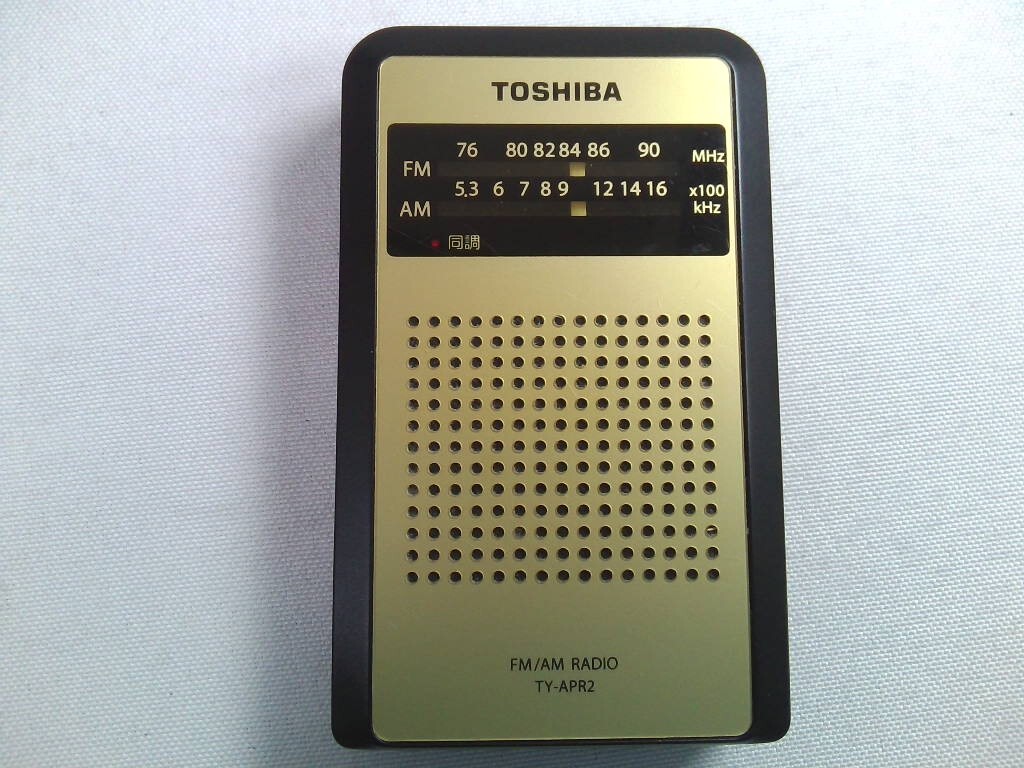 TOSHIBA
76 80 82 84 86 90 MHz
FM
5.3 6 7 8 9 12 14 16 x100
AM kHz
同調
FM/AM RADIO
TY-APR2